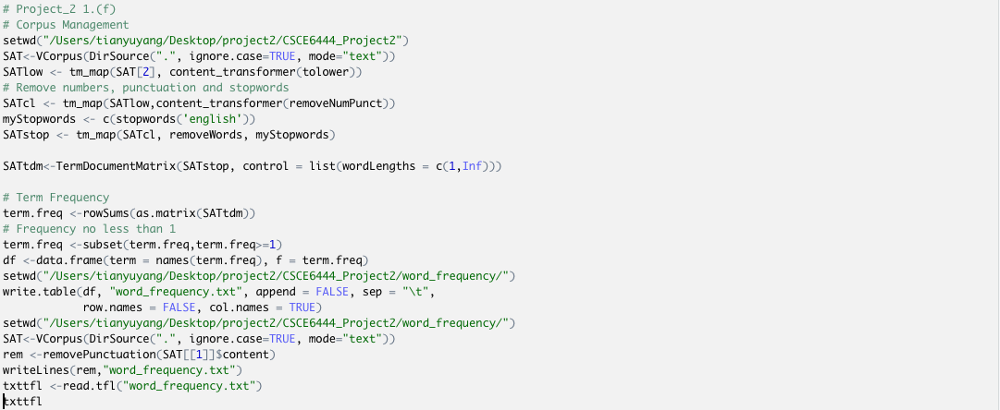 # Project_2 1.(f)
# Corpus Management
setwd("/Users/tianyuyang/Desktop/project2/CSCE6444_Project2")
SAT<-VCorpus(DirSource(".", ignore.case=TRUE, mode="text"))
SATlow <- tm_map(SAT[2], content_transformer(tolower))
# Remove numbers, punctuation and stopwords
SATcl <- tm_map(SATlow,content_transformer(removeNumPunct))
myStopwords <- c(stopwords('english'))
SATstop <- tm_map(SATcl, removeWords, myStopwords)
SATtdm<-TermDocumentMatrix(SATstop, control = list(wordLengths = c(1,Inf)))
# Term Frequency
term.freq <-rowSums(as.matrix(SATtdm))
# Frequency no less than 1
term.freq <-subset(term.freq,term.freq>=1)
df <-data.frame(term = names(term.freq), f = term.freq)
setwd("/Users/tianyuyang/Desktop/project2/CSCE6444_Project2/word_frequency/")
write.table(df, "word_frequency.txt", append = FALSE, sep = "\t",
            row.names = FALSE, col.names = TRUE)
setwd("/Users/tianyuyang/Desktop/project2/CSCE6444_Project2/word_frequency/")
SAT<-VCorpus(DirSource(".", ignore.case=TRUE, mode="text"))
rem <-removePunctuation(SAT[[1]]$content)
writeLines(rem,"word_frequency.txt")
txttfl <-read.tfl("word_frequency.txt")
txttfl